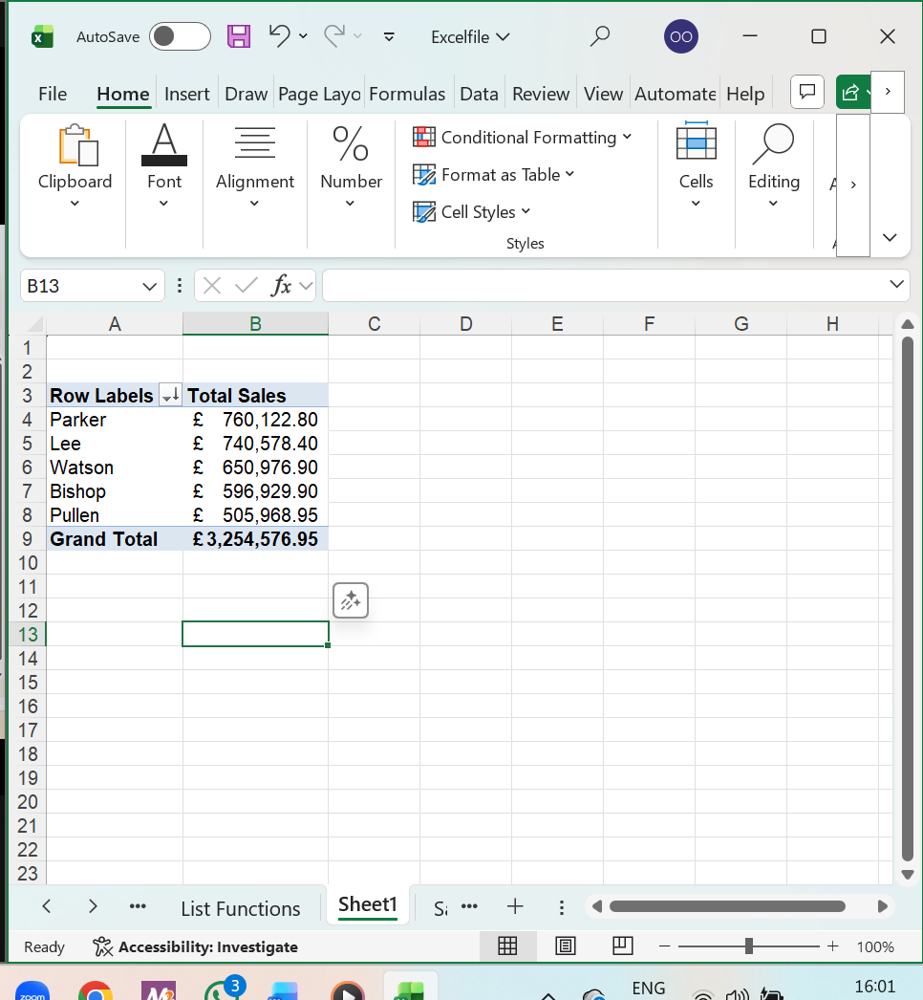 AutoSave Excelfile OO
File Home Insert Draw Page Layo Formulas Data Review View Automate Help
Clipboard Font Alignment Number Conditional Formatting Cells Editing
Format as Table
Cell Styles
Styles
B13 fx
A B C D E F G H
1
2
3 Row Labels Total Sales
4 Parker £ 760,122.80
5 Lee £ 740,578.40
6 Watson £ 650,976.90
7 Bishop £ 596,929.90
8 Pullen £ 505,968.95
9 Grand Total £3,254,576.95
10
11
12
13
14
15
16
17
18
19
20
21
22
23
List Functions Sheet1
Ready Accessibility: Investigate 100%
zoom 3 ENG 16:01